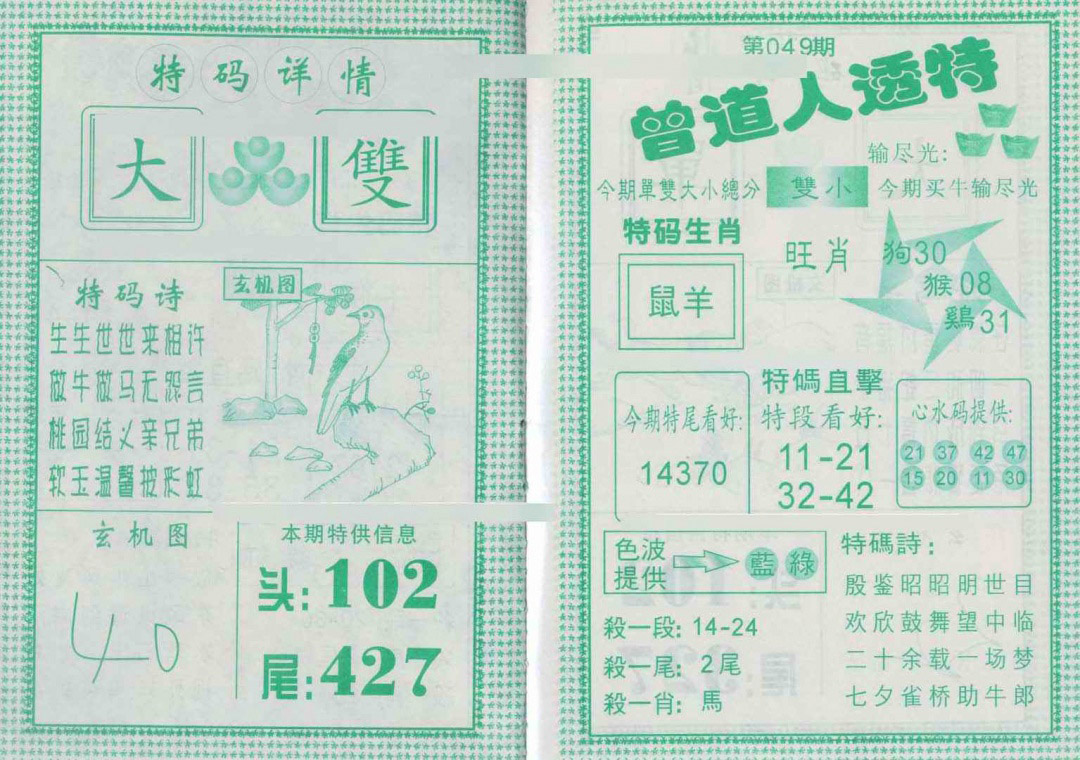 特码详情
大 雙
特码诗
生生世世来相许
做牛做马无怨言
桃园结义亲兄弟
软玉温馨披彩虹
玄机图
玄机图
40
本期特供信息
头:102
尾:427
第049期
曾道人透特
输尽光:
今期單雙大小總分 雙小 今期买牛输尽光
特码生肖
鼠羊
旺肖
狗30
猴08
鷄31
今期特尾看好:
14370
特碼直擊
特段看好:
11-21
32-42
心水码提供:
21 37 42 47
15 20 11 30
色波提供
藍 綠
殺一段: 14-24
殺一尾: 2尾
殺一肖: 馬
特碼詩:
殷鉴昭昭明世目
欢欣鼓舞望中临
二十余载一场梦
七夕雀桥助牛郎